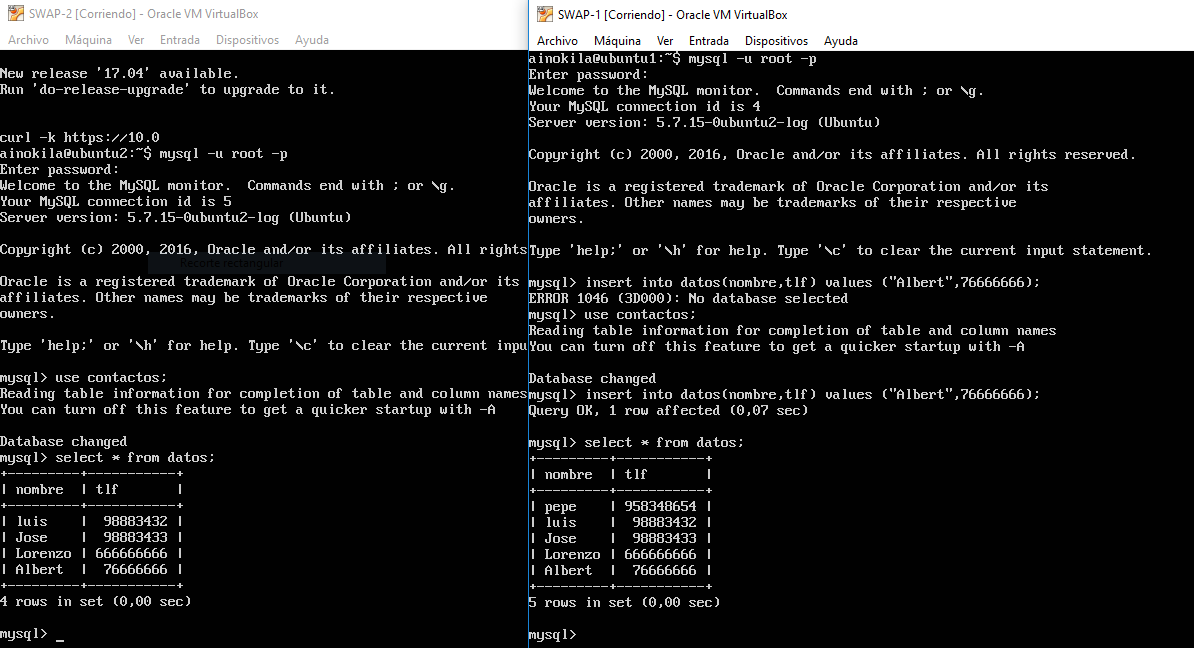 SWAP-2 [Corriendo] - Oracle VM VirtualBox
Archivo Máquina Ver Entrada Dispositivos Ayuda
New release '17.04' available.
Run 'do-release-upgrade' to upgrade to it.
curl -k https://10.0
ainokila@ubuntu2:~$ mysql -u root -p
Enter password:
Welcome to the MySQL monitor.  Commands end with ; or \g.
Your MySQL connection id is 5
Server version: 5.7.15-0ubuntu2-log (Ubuntu)
Copyright (c) 2000, 2016, Oracle and/or its affiliates. All rights
Recorte rectangular
Oracle is a registered trademark of Oracle Corporation and/or its
affiliates. Other names may be trademarks of their respective
owners.
Type 'help;' or '\h' for help. Type '\c' to clear the current inpu
mysql> use contactos;
Reading table information for completion of table and column names
You can turn off this feature to get a quicker startup with -A
Database changed
mysql> select * from datos;
+---------+-----------+
| nombre  | tlf       |
+---------+-----------+
| luis    |  98883432 |
| Jose    |  98883433 |
| Lorenzo | 666666666 |
| Albert  |  76666666 |
+---------+-----------+
4 rows in set (0,00 sec)
mysql> _
SWAP-1 [Corriendo] - Oracle VM VirtualBox
Archivo Máquina Ver Entrada Dispositivos Ayuda
ainokila@ubuntu1:~$ mysql -u root -p
Enter password:
Welcome to the MySQL monitor.  Commands end with ; or \g.
Your MySQL connection id is 4
Server version: 5.7.15-0ubuntu2-log (Ubuntu)
Copyright (c) 2000, 2016, Oracle and/or its affiliates. All rights reserved.
Oracle is a registered trademark of Oracle Corporation and/or its
affiliates. Other names may be trademarks of their respective
owners.
Type 'help;' or '\h' for help. Type '\c' to clear the current input statement.
mysql> insert into datos(nombre,tlf) values ("Albert",76666666);
ERROR 1046 (3D000): No database selected
mysql> use contactos;
Reading table information for completion of table and column names
You can turn off this feature to get a quicker startup with -A
Database changed
mysql> insert into datos(nombre,tlf) values ("Albert",76666666);
Query OK, 1 row affected (0,07 sec)
mysql> select * from datos;
+---------+-----------+
| nombre  | tlf       |
+---------+-----------+
| pepe    | 958348654 |
| luis    |  98883432 |
| Jose    |  98883433 |
| Lorenzo | 666666666 |
| Albert  |  76666666 |
+---------+-----------+
5 rows in set (0,00 sec)
mysql>